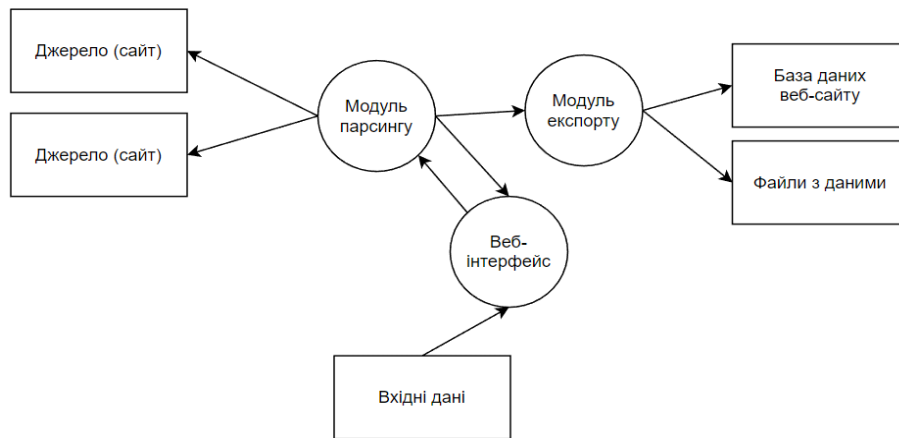 Джерело (сайт)
Джерело (сайт)
Модуль
парсингу
Модуль
експорту
База даних
веб-сайту
Файли з даними
Веб-
інтерфейс
Вхідні дані